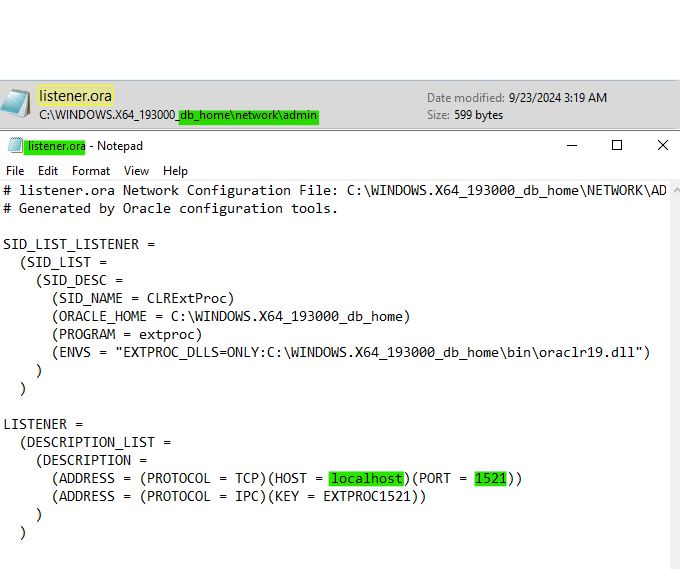 listener.ora
Date modified: 9/23/2024 3:19 AM
C:\WINDOWS.X64_193000_db_home\network\admin
Size: 599 bytes
listener.ora - Notepad
File Edit Format View Help
# listener.ora Network Configuration File: C:\WINDOWS.X64_193000_db_home\NETWORK\AD
# Generated by Oracle configuration tools.
SID_LIST_LISTENER =
(SID_LIST =
(SID_DESC =
(SID_NAME = CLRExtProc)
(ORACLE_HOME = C:\WINDOWS.X64_193000_db_home)
(PROGRAM = extproc)
(ENVS = "EXTPROC_DLLS=ONLY:C:\WINDOWS.X64_193000_db_home\bin\oraclr19.dll")
)
)
LISTENER =
(DESCRIPTION_LIST =
(DESCRIPTION =
(ADDRESS = (PROTOCOL = TCP)(HOST = localhost)(PORT = 1521))
(ADDRESS = (PROTOCOL = IPC)(KEY = EXTPROC1521))
)
)